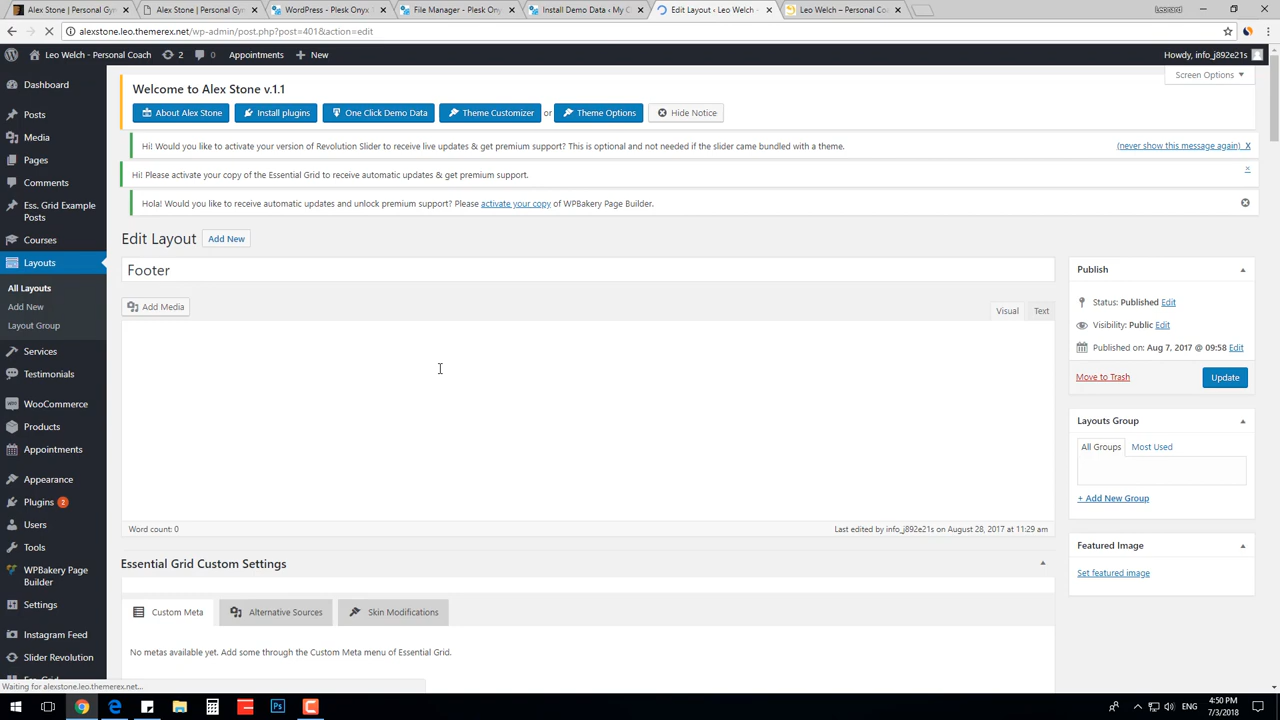 Alex Stone | Personal Gym
Alex Stone | Personal Gym
WordPress - Plesk Onyx
File Manager - Plesk Onyx
Install Demo Data ‹ My C
Edit Layout ‹ Leo Welch –
Leo Welch – Personal Co
Leonard
alexstone.leo.themerex.net/wp-admin/post.php?post=401&action=edit
Leo Welch - Personal Coach
2
0
Appointments
New
Howdy, info_j892e21s
Screen Options
Dashboard
Posts
Media
Pages
Comments
Ess. Grid Example
Posts
Courses
Layouts
All Layouts
Add New
Layout Group
Services
Testimonials
WooCommerce
Products
Appointments
Appearance
Plugins 2
Users
Tools
WPBakery Page
Builder
Settings
Instagram Feed
Slider Revolution
Welcome to Alex Stone v.1.1
About Alex Stone
Install plugins
One Click Demo Data
Theme Customizer
or
Theme Options
Hide Notice
Hi! Would you like to activate your version of Revolution Slider to receive live updates & get premium support? This is optional and not needed if the slider came bundled with a theme.
(never show this message again) X
Hi! Please activate your copy of the Essential Grid to receive automatic updates & get premium support.
×
Hola! Would you like to receive automatic updates and unlock premium support? Please activate your copy of WPBakery Page Builder.
Edit Layout
Add New
Footer
Add Media
Visual
Text
Word count: 0
Last edited by info_j892e21s on August 28, 2017 at 11:29 am
Essential Grid Custom Settings
Custom Meta
Alternative Sources
Skin Modifications
No metas available yet. Add some through the Custom Meta menu of Essential Grid.
Publish
Status: Published Edit
Visibility: Public Edit
Published on: Aug 7, 2017 @ 09:58 Edit
Move to Trash
Update
Layouts Group
All Groups
Most Used
+ Add New Group
Featured Image
Set featured image
Waiting for alexstone.leo.themerex.net...
Ps
ENG
4:50 PM
7/3/2018